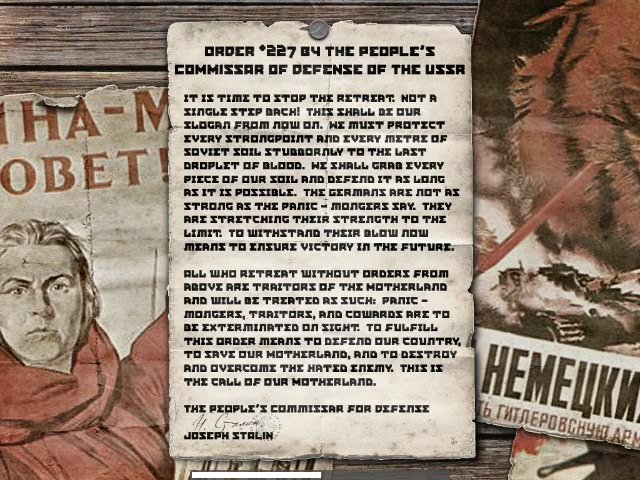 ИНА-М
ОВЕТ!
ORDER *227 BY THE PEOPLE'S
COMMISSAR OF DEFENSE OF THE USSR
IT IS TIME TO STOP THE RETREAT. NOT A
SINGLE STEP BACK! THIS SHALL BE OUR
SLOGAN FROM NOW ON. WE MUST PROTECT
EVERY STRONGPOINT AND EVERY METRE OF
SOVIET SOIL STUBBORNLY TO THE LAST
DROPLET OF BLOOD. WE SHALL GRAB EVERY
PIECE OF OUR SOIL AND DEFEND IT AS LONG
AS IT IS POSSIBLE. THE GERMANS ARE NOT AS
STRONG AS THE PANIC - MONGERS SAY. THEY
ARE STRETCHING THEIR STRENGTH TO THE
LIMIT. TO WITHSTAND THEIR BLOW NOW
MEANS TO ENSURE VICTORY IN THE FUTURE.
ALL WHO RETREAT WITHOUT ORDERS FROM
ABOVE ARE TRAITORS OF THE MOTHERLAND
AND WILL BE TREATED AS SUCH: PANIC -
MONGERS, TRAITORS, AND COWARDS ARE TO
BE EXTERMINATED ON SIGHT. TO FULFILL
THIS ORDER MEANS TO DEFEND OUR COUNTRY,
TO SAVE OUR MOTHERLAND, AND TO DESTROY
AND OVERCOME THE HATED ENEMY. THIS IS
THE CALL OF OUR MOTHERLAND.
THE PEOPLE'S COMMISSAR FOR DEFENSE
И. Сталин
JOSEPH STALIN
НЕМЕЦКИ
ТЬ ГИТЛЕРОВСКУЮ АРМ